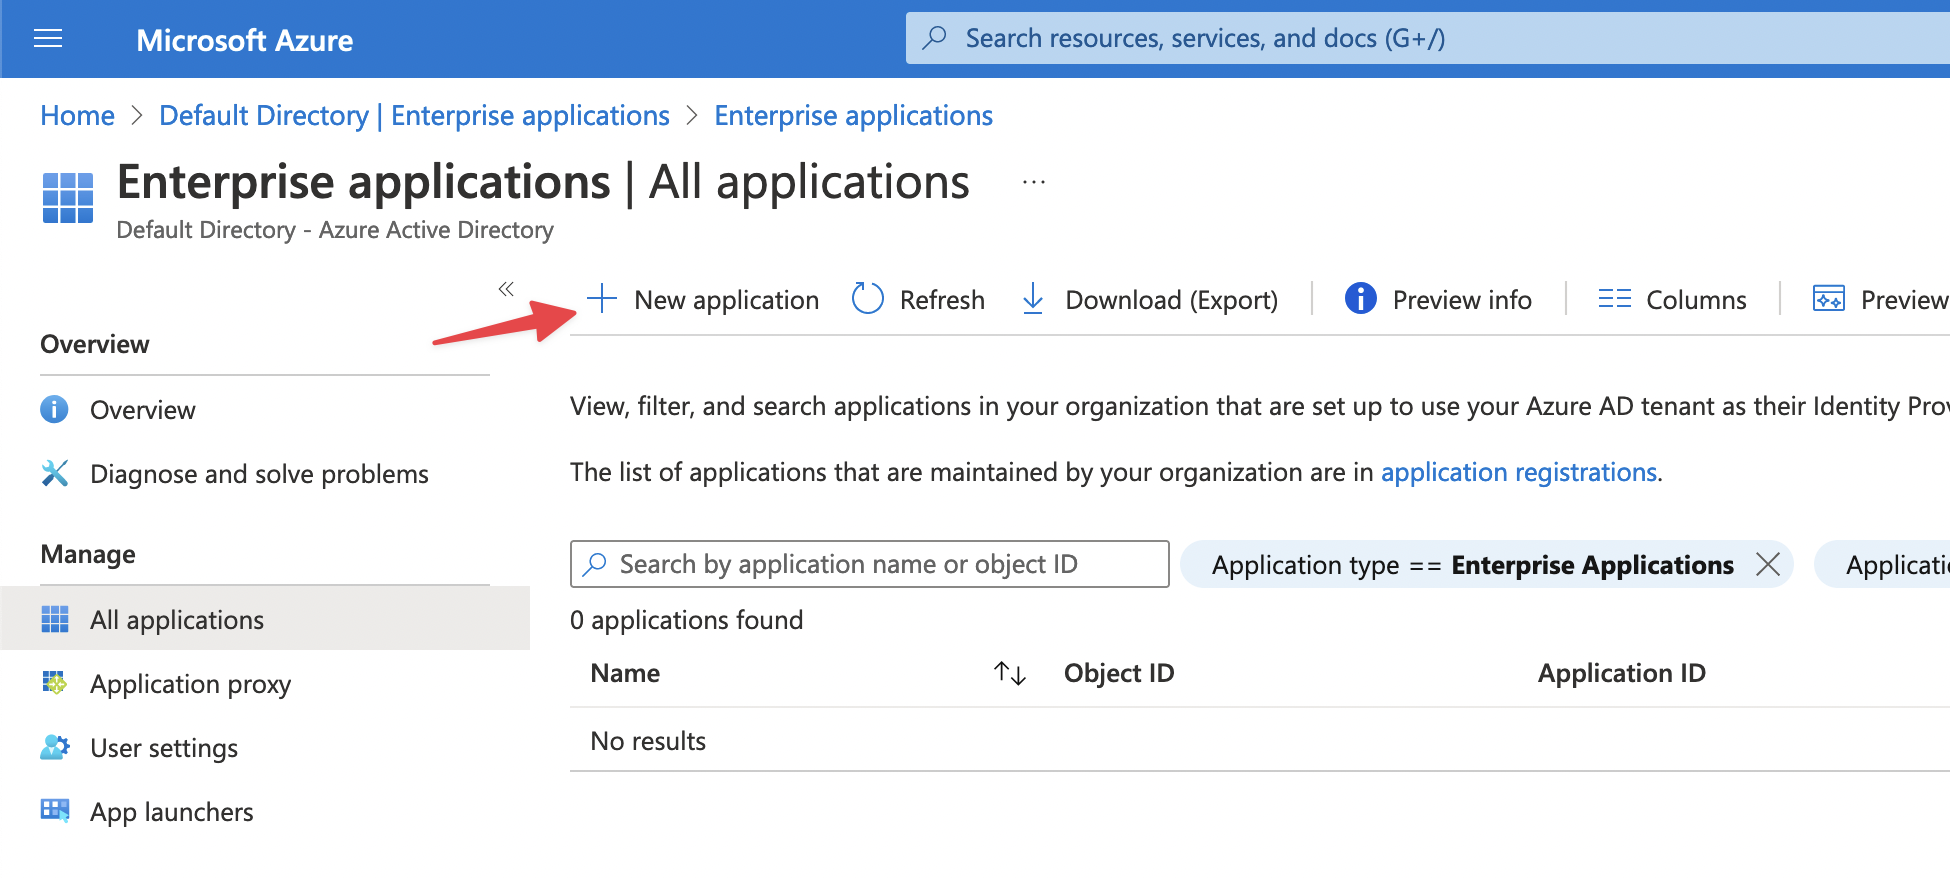 Microsoft Azure
Search resources, services, and docs (G+/)
Home > Default Directory | Enterprise applications > Enterprise applications
Enterprise applications | All applications ...
Default Directory - Azure Active Directory
«
Overview
Overview
Diagnose and solve problems
Manage
All applications
Application proxy
User settings
App launchers
New application Refresh Download (Export) Preview info Columns Preview
View, filter, and search applications in your organization that are set up to use your Azure AD tenant as their Identity
The list of applications that are maintained by your organization are in application registrations.
Search by application name or object ID Application type == Enterprise Applications
0 applications found
Name Object ID Application ID
No results